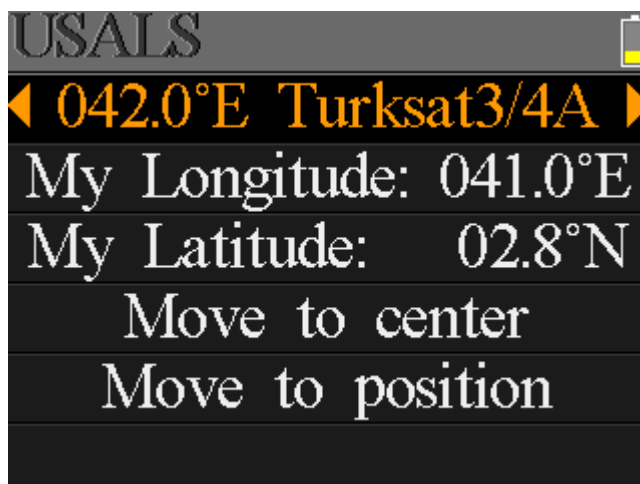 USALS
042.0°E Turksat3/4A
My Longitude: 041.0°E
My Latitude: 02.8°N
Move to center
Move to position